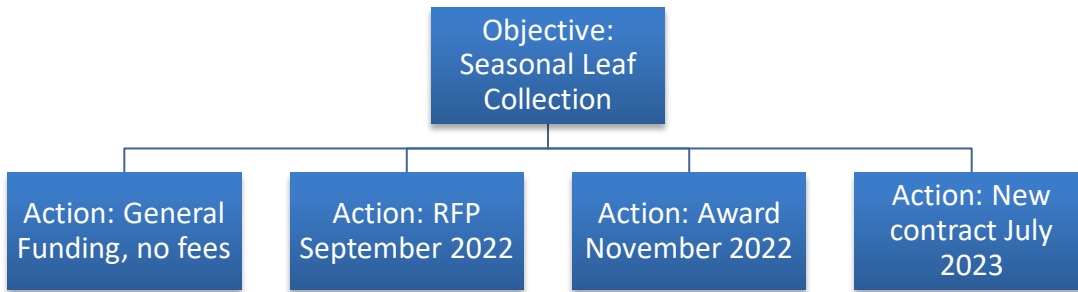 Objective:
Seasonal Leaf
Collection
Action: General
Funding, no fees
Action: RFP
September 2022
Action: Award
November 2022
Action: New
contract July
2023